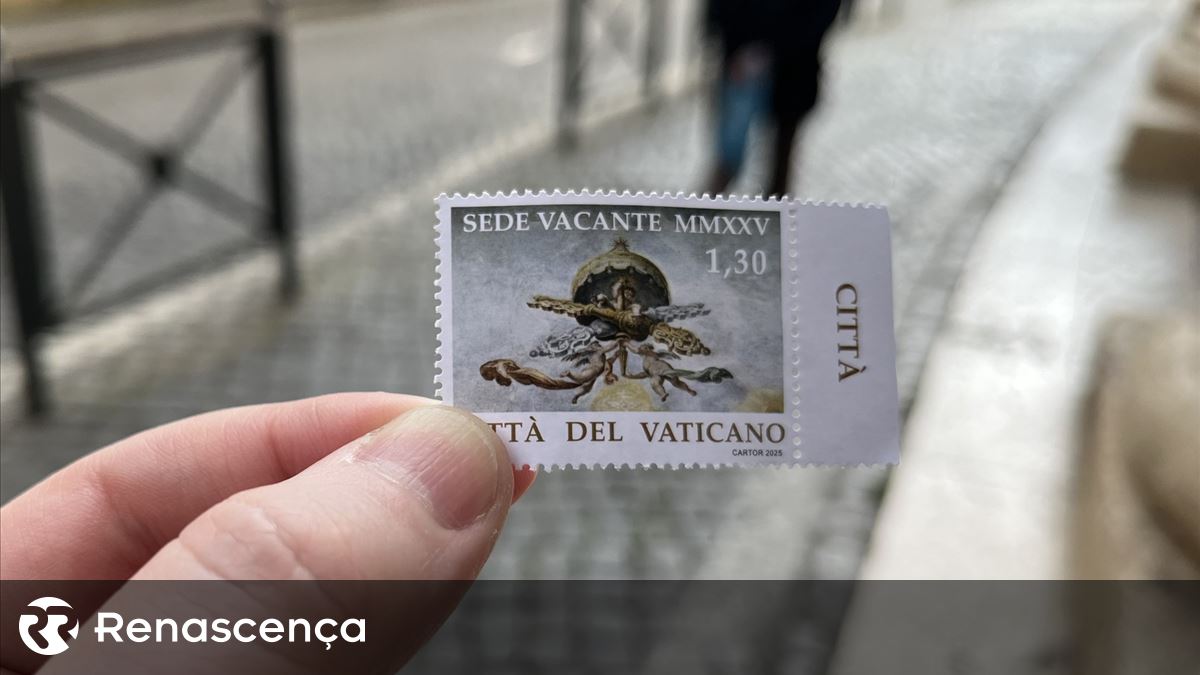 SEDE VACANTE MMXXV
1,30
TTÀ DEL VATICANO
CARTOR 2025
CITTÀ
Renascença